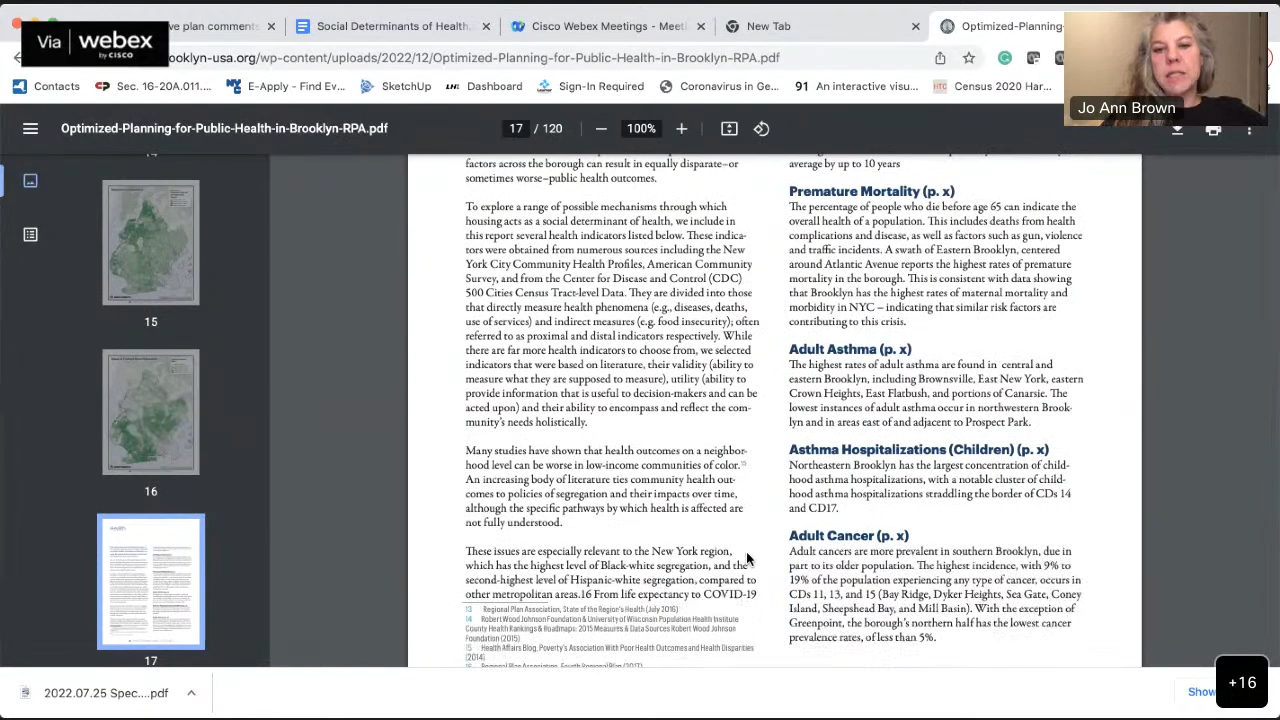 ve plan comments
Social Determinants of Health,
Cisco Webex Meetings - Meeti
New Tab
Optimized-Planning-
Via webex
by CISCO
ooklyn-usa.org/wp-content/uploads/2022/12/Optimized-Planning-for-Public-Health-in-Brooklyn-RPA.pdf
Contacts
Sec. 16-20A.011....
E-Apply - Find Ev...
SketchUp
LHI Dashboard
Sign-In Required
Coronavirus in Ge...
91 An interactive visu...
HTC Census 2020 Har...
Jo Ann Brown
Optimized-Planning-for-Public-Health-in-Brooklyn-RPA.pdf
17 / 120
100%
15
16
Health
17
factors across the borough can result in equally disparate–or
sometimes worse–public health outcomes.
To explore a range of possible mechanisms through which
housing acts as a social determinant of health, we include in
this report several health indicators listed below. These indica-
tors were obtained from numerous sources including the New
York City Community Health Profiles, American Community
Survey, and from the Center for Disease and Control (CDC)
500 Cities Census Tract-level Data. They are divided into those
that directly measure health phenomena (e.g., diseases, deaths,
use of services) and indirect measures (e.g. food insecurity); often
referred to as proximal and distal indicators respectively. While
there are far more health indicators to choose from, we selected
indicators that were based on literature, their validity (ability to
measure what they are supposed to measure), utility (ability to
provide information that is useful to decision-makers and can be
acted upon) and their ability to encompass and reflect the com-
munity's needs holistically.
Many studies have shown that health outcomes on a neighbor-
hood level can be worse in low-income communities of color.15
An increasing body of literature ties community health out-
comes to policies of segregation and their impacts over time,
although the specific pathways by which health is affected are
not fully understood.
These issues are acutely relevant to the New York region,
which has the highest level of Black-white segregation, and the
second-highest level of Hispanic-white segregation, compared to
other metropolitan areas.16 From life expectancy to COVID-19
13 Regional Plan Association, State of the Region's Health (July 2016)
14 Robert Wood Johnson Foundation & University of Wisconsin Population Health Institute
County Health Rankings & Roadmaps: 2015 Measures & Data Sources Robert Wood Johnson
Foundation (2015)
15 Health Affairs Blog, Poverty's Association With Poor Health Outcomes and Health Disparities
(2014)
16 Regional Plan Association, Fourth Regional Plan (2017)
average by up to 10 years
Premature Mortality (p. x)
The percentage of people who die before age 65 can indicate the
overall health of a population. This includes deaths from health
complications and disease, as well as factors such as gun, violence
and traffic incidents. A swath of Eastern Brooklyn, centered
around Atlantic Avenue reports the highest rates of premature
mortality in the borough. This is consistent with data showing
that Brooklyn has the highest rates of maternal mortality and
morbidity in NYC – indicating that similar risk factors are
contributing to this crisis.
Adult Asthma (p. x)
The highest rates of adult asthma are found in central and
eastern Brooklyn, including Brownsville, East New York, eastern
Crown Heights, East Flatbush, and portions of Canarsie. The
lowest instances of adult asthma occur in northwestern Brook-
lyn and in areas east of and adjacent to Prospect Park.
Asthma Hospitalizations (Children) (p. x)
Northeastern Brooklyn has the largest concentration of child-
hood asthma hospitalizations, with a notable cluster of child-
hood asthma hospitalizations straddling the border of CDs 14
and CD17.
Adult Cancer (p. x)
Adult cancers are more prevalent in southern Brooklyn, due in
part to its older population. The highest incidence, with 9% to
19% of the population experiencing any type of cancer, occurs in
CDs and 15 (Bay Ridge, Dyker Heights, Sea Gate, Coney
Island, Sheepshead Bay, and Mill Basin). With the exception of
Greenpoint, the borough's northern half has the lowest cancer
prevalence rates, of less than 5%.
2022.07.25 Spec....pdf
Show
+16